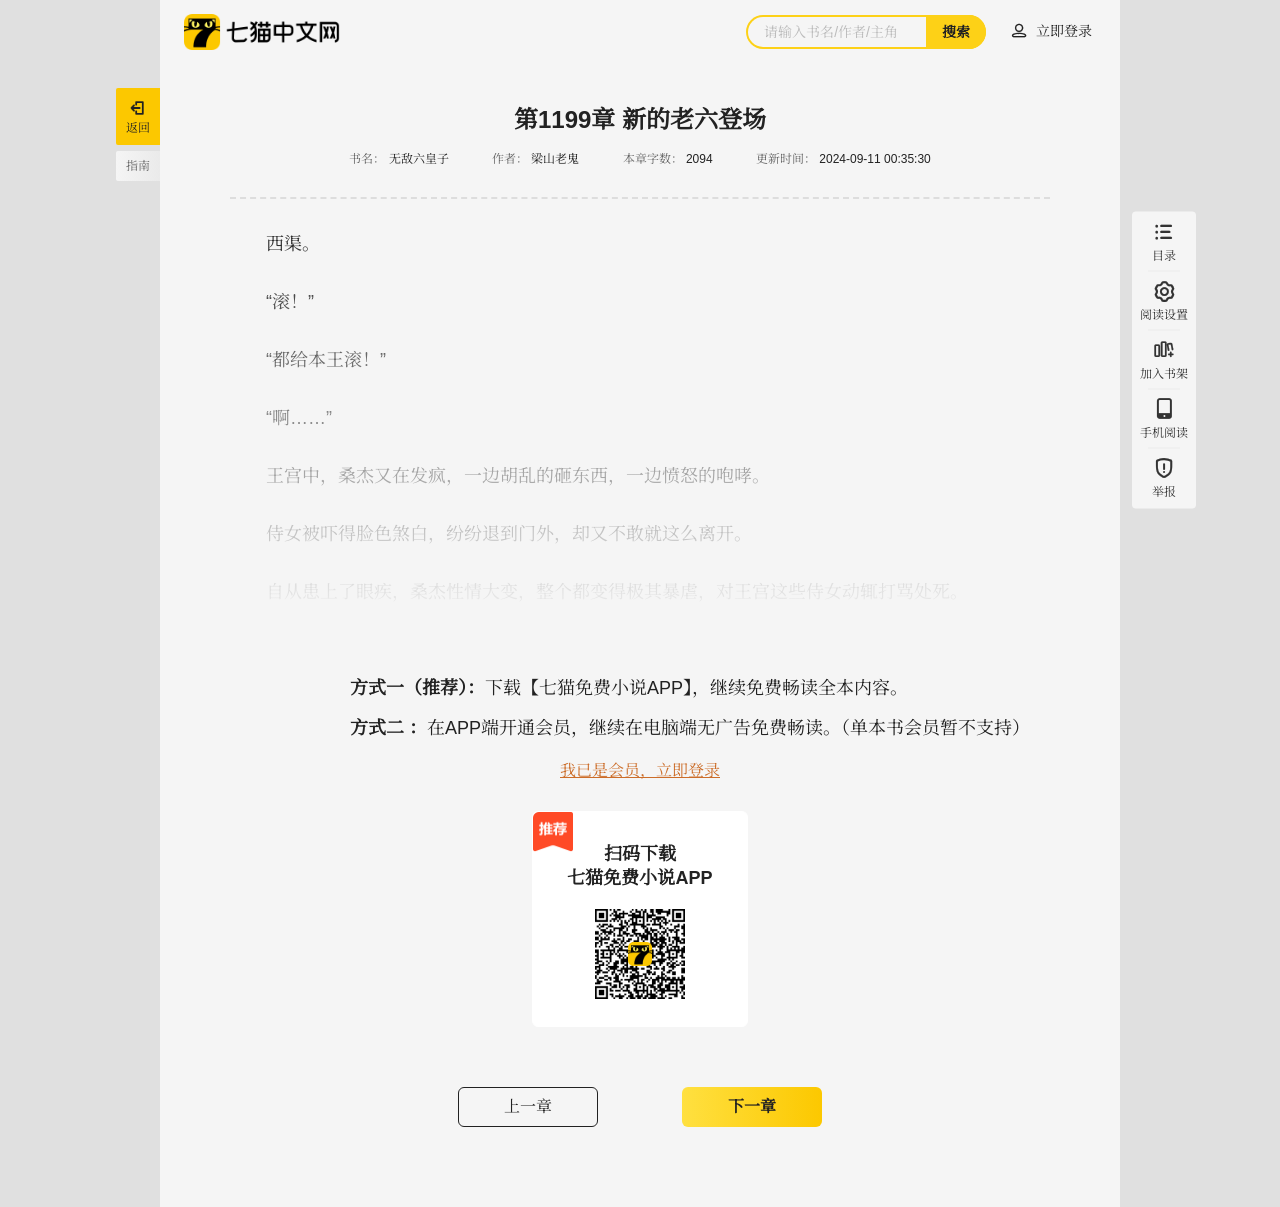 七猫中文网
请输入书名/作者/主角
搜索
立即登录
返回
指南
第1199章 新的老六登场
书名： 无敌六皇子 作者： 梁山老鬼 本章字数： 2094 更新时间： 2024-09-11 00:35:30
西渠。
“滚！”
“都给本王滚！”
“啊……”
王宫中，桑杰又在发疯，一边胡乱的砸东西，一边愤怒的咆哮。
侍女被吓得脸色煞白，纷纷退到门外，却又不敢就这么离开。
自从患上了眼疾，桑杰性情大变，整个都变得极其暴虐，对王宫这些侍女动辄打骂处死。
目录
阅读设置
加入书架
手机阅读
举报
方式一（推荐）：下载【七猫免费小说APP】，继续免费畅读全本内容。
方式二 ：在APP端开通会员，继续在电脑端无广告免费畅读。（单本书会员暂不支持）
我已是会员，立即登录
推荐
扫码下载
七猫免费小说APP
上一章
下一章